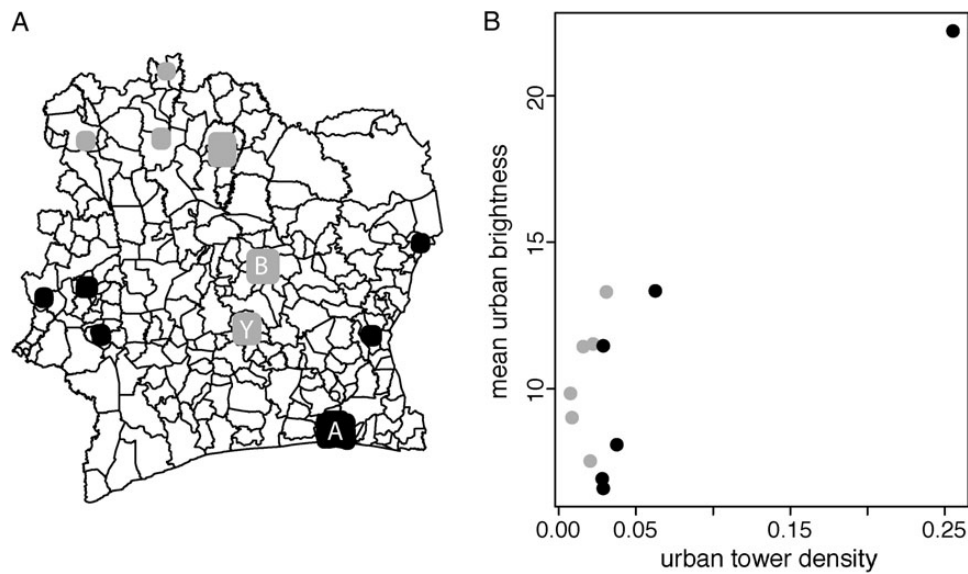 A
B
Y
A
B
mean urban brightness
20
15
10
0.00
0.05
0.15
0.25
urban tower density